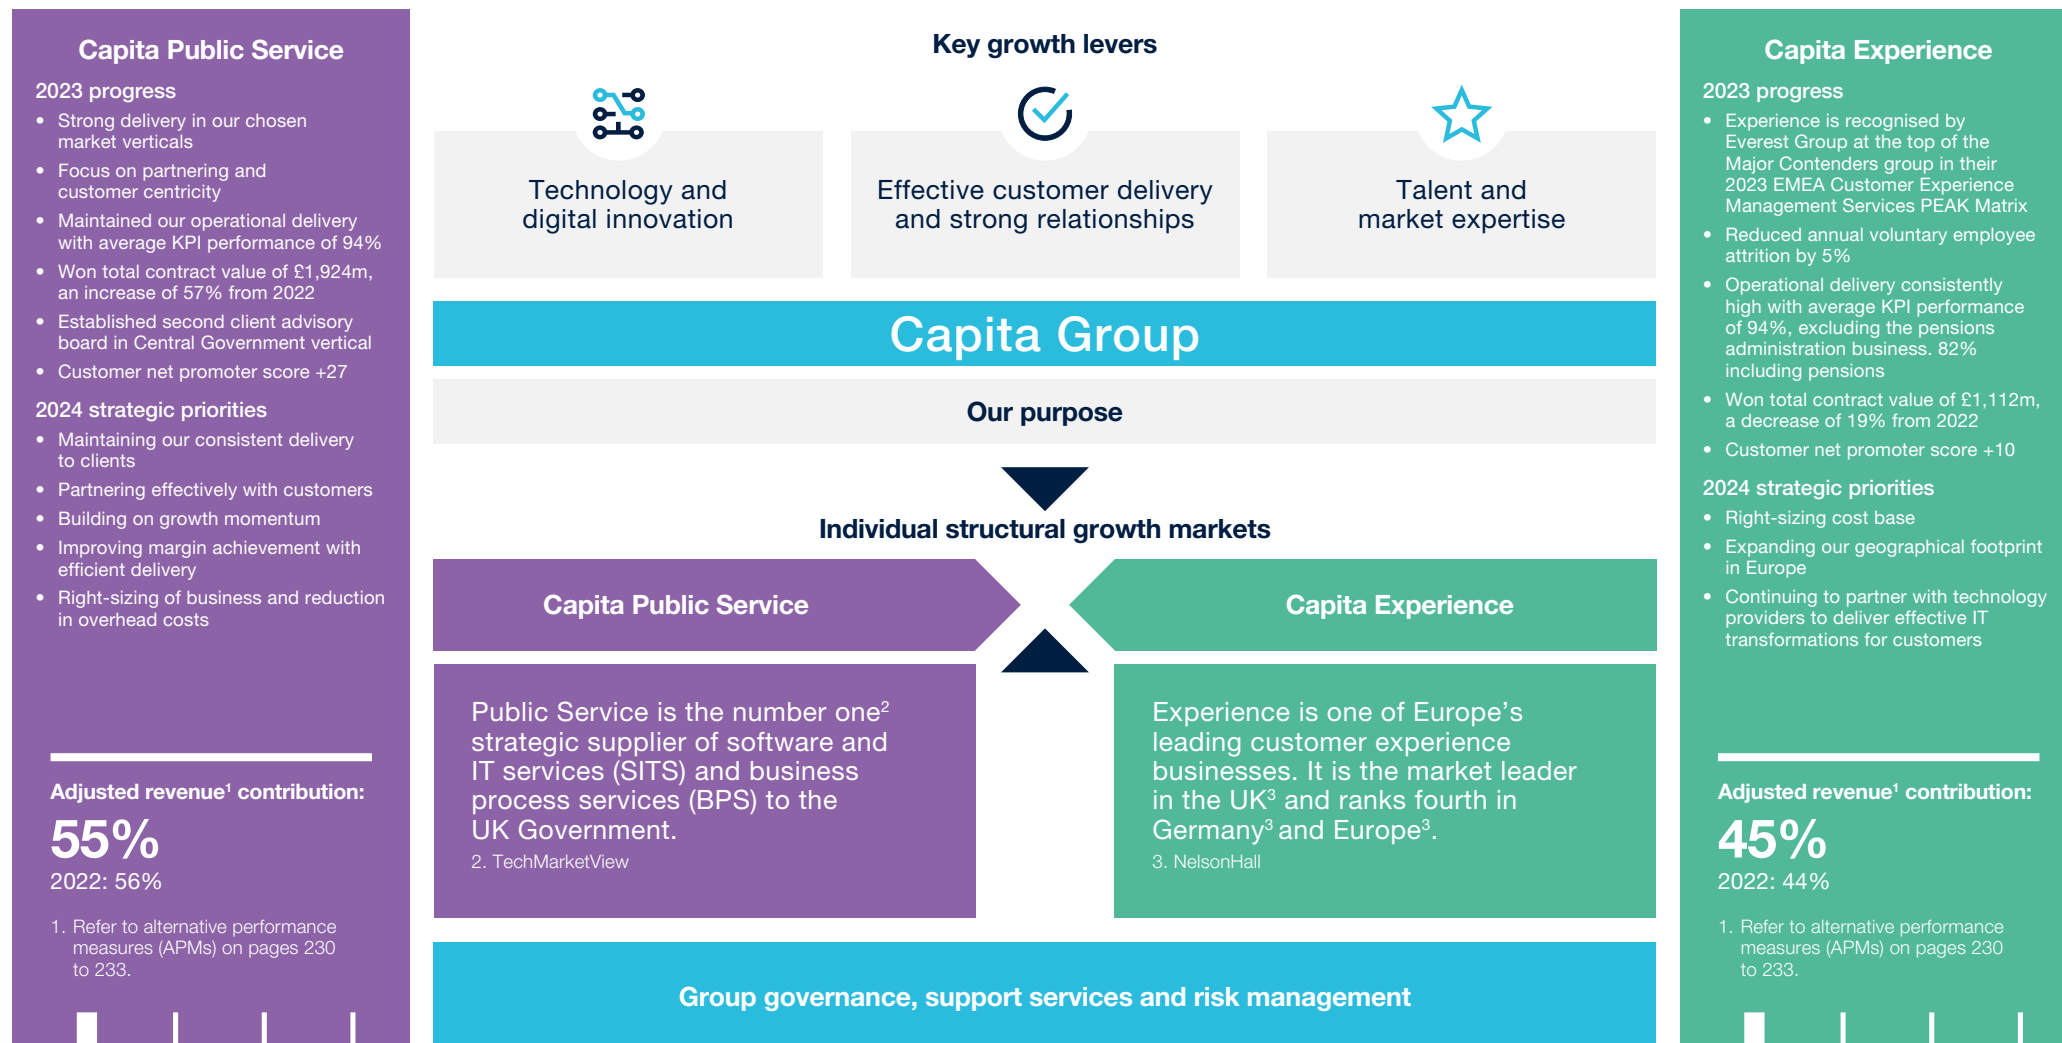 Capita Public Service
2023 progress
• Strong delivery in our chosen
market verticals
• Focus on partnering and
customer centricity
• Maintained our operational delivery
with average KPI performance of 94%
• Won total contract value of £1,924m,
an increase of 57% from 2022
• Established second client advisory
board in Central Government vertical
• Customer net promoter score +27
2024 strategic priorities
• Maintaining our consistent delivery
to clients
• Partnering effectively with customers
• Building on growth momentum
• Improving margin achievement with
efficient delivery
• Right-sizing of business and reduction
in overhead costs
Adjusted revenue¹ contribution:
55%
2022: 56%
1. Refer to alternative performance
measures (APMs) on pages 230
to 233.
Key growth levers
Technology and
digital innovation
Effective customer delivery
and strong relationships
Talent and
market expertise
Capita Group
Our purpose
Individual structural growth markets
Capita Public Service
Capita Experience
Public Service is the number one²
strategic supplier of software and
IT services (SITS) and business
process services (BPS) to the
UK Government.
2. TechMarketView
Experience is one of Europe’s
leading customer experience
businesses. It is the market leader
in the UK³ and ranks fourth in
Germany³ and Europe³.
3. NelsonHall
Group governance, support services and risk management
Capita Experience
2023 progress
• Experience is recognised by
Everest Group at the top of the
Major Contenders group in their
2023 EMEA Customer Experience
Management Services PEAK Matrix
• Reduced annual voluntary employee
attrition by 5%
• Operational delivery consistently
high with average KPI performance
of 94%, excluding the pensions
administration business. 82%
including pensions
• Won total contract value of £1,112m,
a decrease of 19% from 2022
• Customer net promoter score +10
2024 strategic priorities
• Right-sizing cost base
• Expanding our geographical footprint
in Europe
• Continuing to partner with technology
providers to deliver effective IT
transformations for customers
Adjusted revenue¹ contribution:
45%
2022: 44%
1. Refer to alternative performance
measures (APMs) on pages 230
to 233.